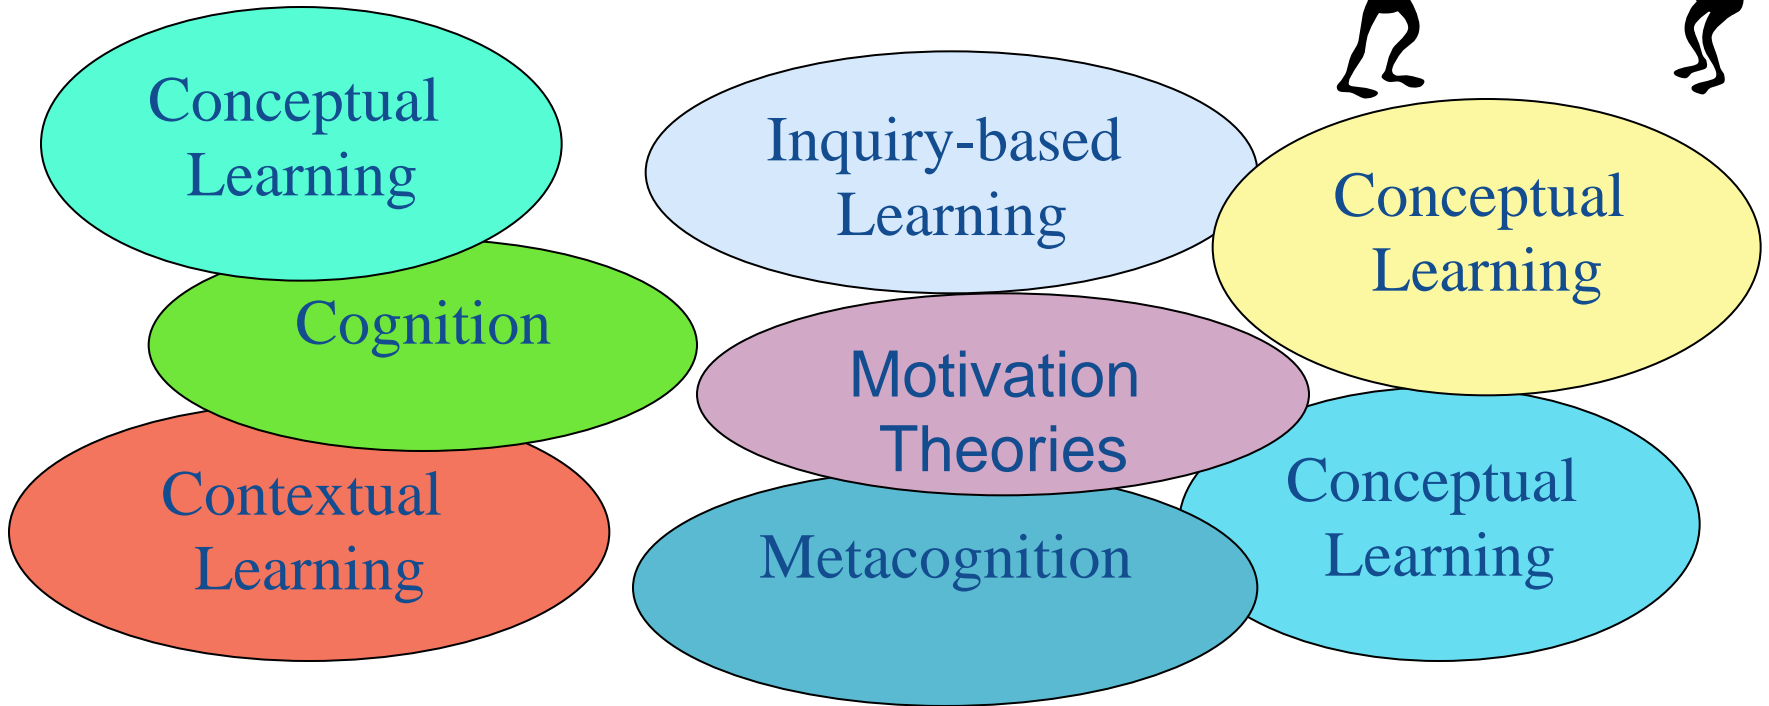 Conceptual
Learning
Cognition
Contextual
Learning
Inquiry-based
Learning
Motivation
Theories
Metacognition
Conceptual
Learning
Conceptual
Learning